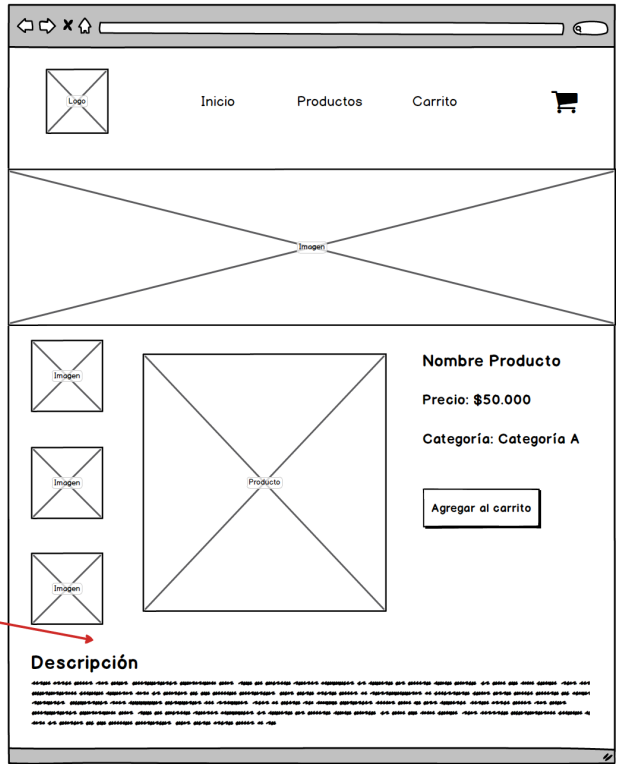 Logo
Inicio
Productos
Carrito
Imagen
Imagen
Imagen
Imagen
Producto
Nombre Producto
Precio: $50.000
Categoría: Categoría A
Agregar al carrito
Descripción